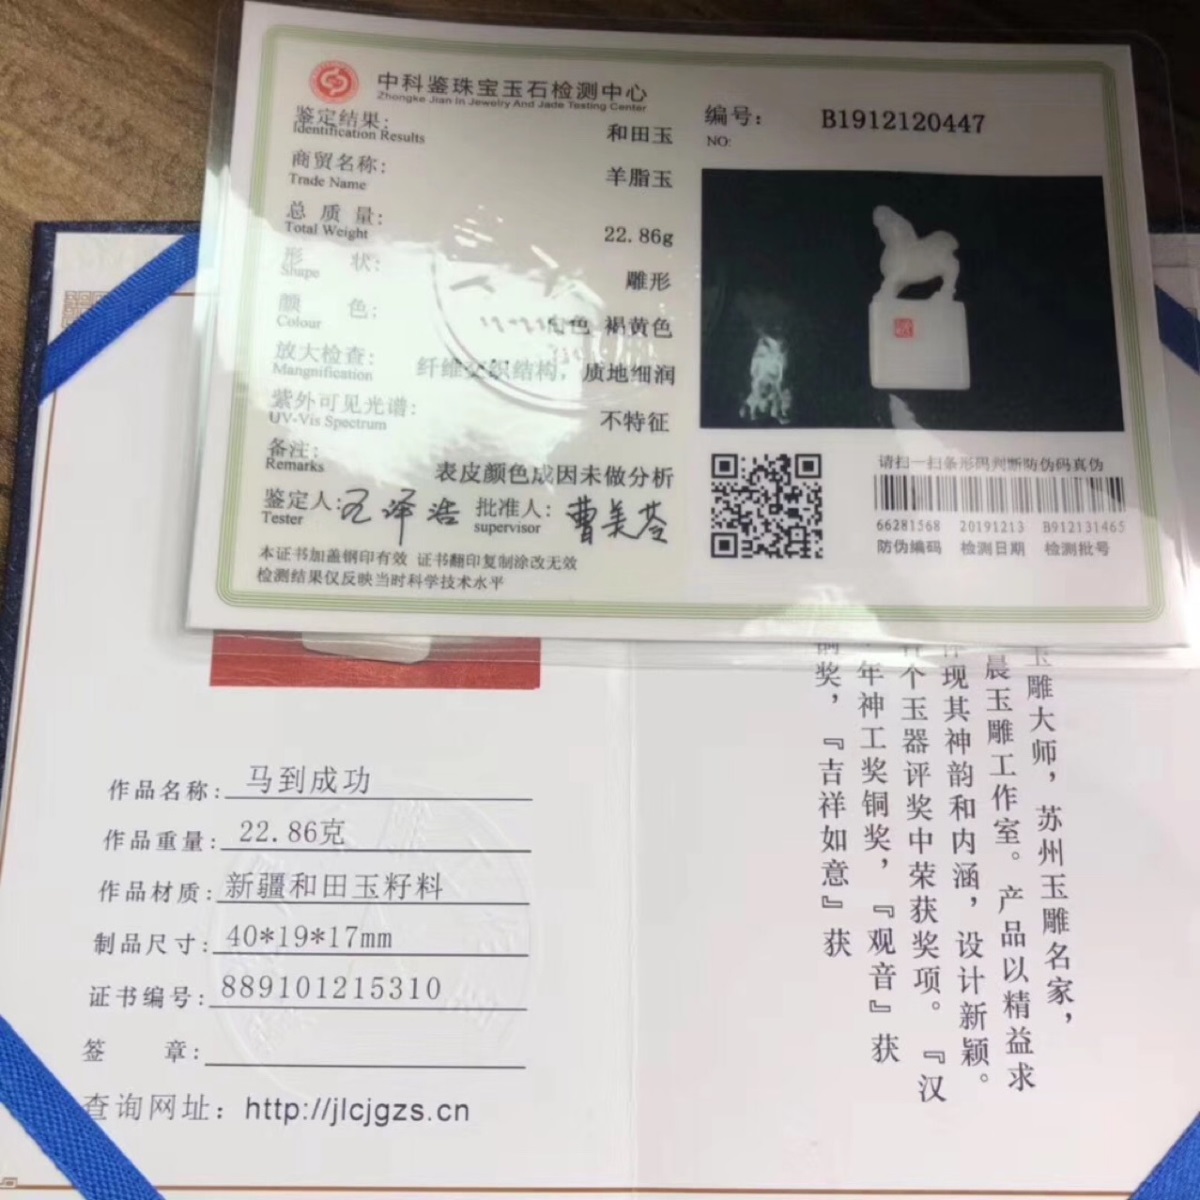 中科鉴珠宝玉石检测中心
Zhongke Jian In Jewelry And Jade Testing Center
鉴定结果: 和田玉
Identification Results
商贸名称: 羊脂玉
Trade Name
总质量: 22.86g
Total Weight
形状: 雕形
Shape
颜色: 白色 褐黄色
Colour
放大检查: 纤维交织结构, 质地细润
Mangnification
紫外可见光谱: 不特征
UV-Vis Spectrum
备注: 表皮颜色成因未做分析
Remarks
鉴定人: 王泽浩 批准人: 曹美苓
Tester supervisor
本证书加盖钢印有效 证书翻印复制涂改无效
检测结果仅反映当时科学技术水平
编号: B1912120447
NO:
请扫一扫条形码判断防伪码真伪
66281568 20191213 B912131465
防伪编码 检测日期 检测批号
作品名称: 马到成功
作品重量: 22.86克
作品材质: 新疆和田玉籽料
制品尺寸: 40*19*17mm
证书编号: 889101215310
签章:
查询网址: http://jlcjgzs.cn
玉雕大师, 苏州玉雕名家,
晨玉雕工作室。产品以精益求
现其神韵和内涵, 设计新颖。
个玉器评奖中荣获奖项。『汉
年神工奖铜奖, 『观音』获
奖, 『吉祥如意』获